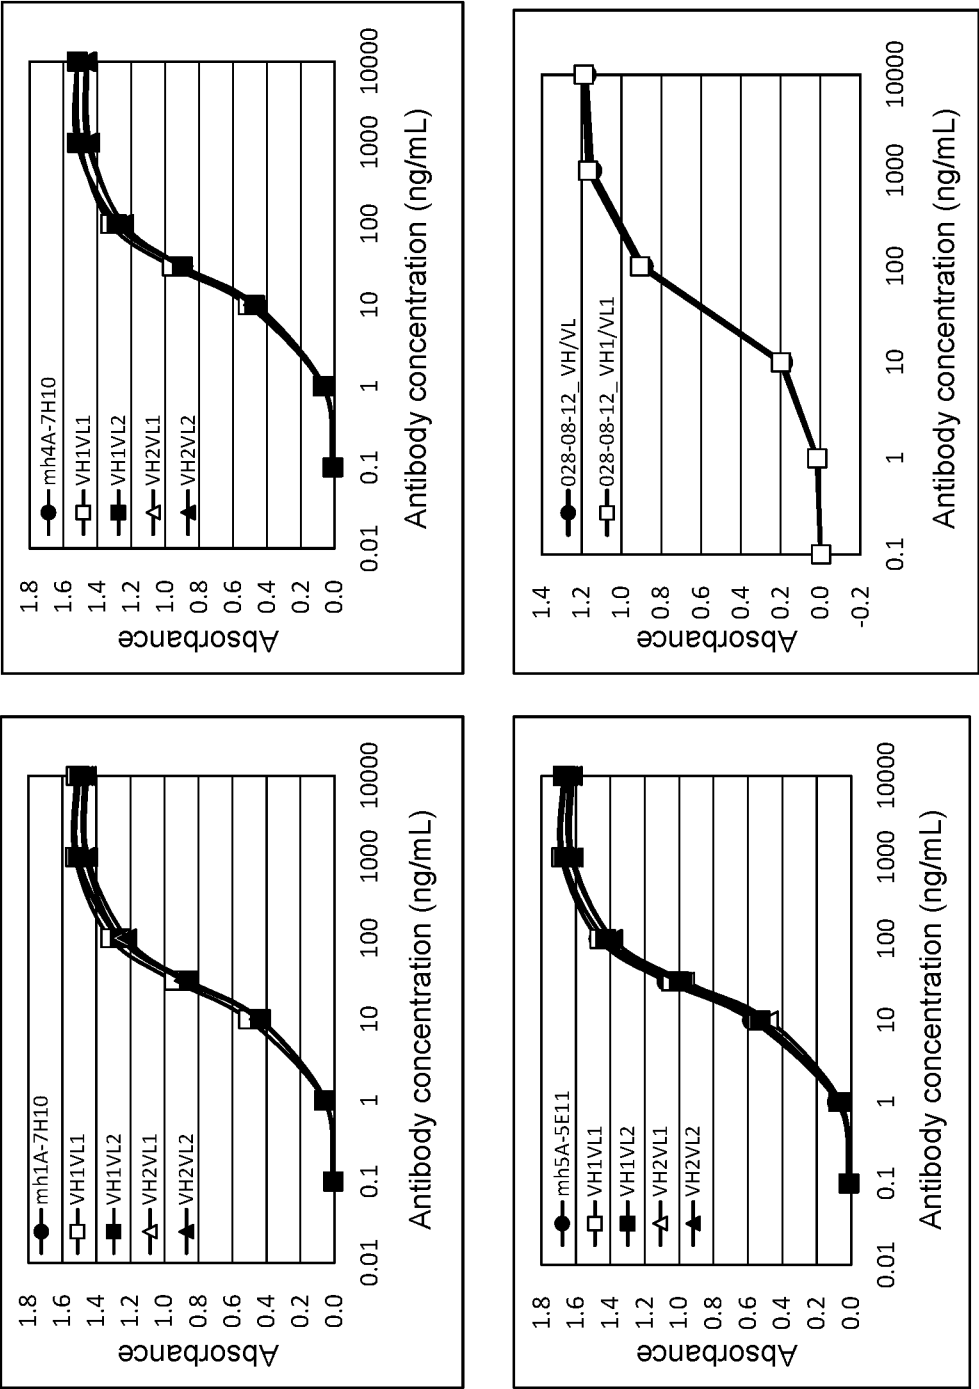 mh1A-7H10
VH1VL1
VH1VL2
VH2VL1
VH2VL2
1.8
1.6
1.4
1.2
1.0
0.8
0.6
0.4
0.2
0.0
Absorbance
0.01
0.1
1
10
100
1000
10000
Antibody concentration (ng/mL)
mh4A-7H10
VH1VL1
VH1VL2
VH2VL1
VH2VL2
1.8
1.6
1.4
1.2
1.0
0.8
0.6
0.4
0.2
0.0
Absorbance
0.01
0.1
1
10
100
1000
10000
Antibody concentration (ng/mL)
mh5A-5E11
VH1VL1
VH1VL2
VH2VL1
VH2VL2
1.8
1.6
1.4
1.2
1.0
0.8
0.6
0.4
0.2
0.0
Absorbance
0.01
0.1
1
10
100
1000
10000
Antibody concentration (ng/mL)
028-08-12_ VH/VL
028-08-12_ VH1/VL1
1.4
1.2
1.0
0.8
0.6
0.4
0.2
0.0
-0.2
Absorbance
0.1
1
10
100
1000
10000
Antibody concentration (ng/mL)